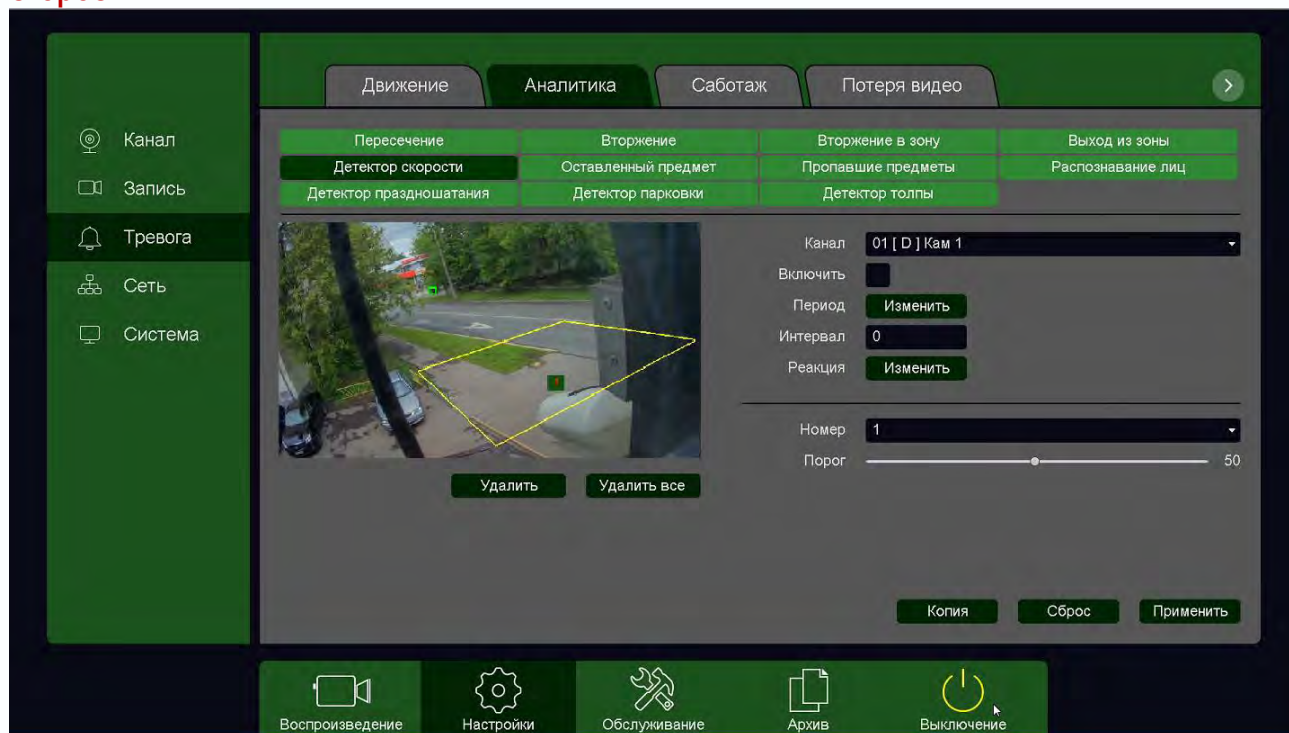 Движение Аналитика Саботаж Потеря видео
Канал
Запись
Тревога
Сеть
Система
Пересечение Вторжение Вторжение в зону Выход из зоны
Детектор скорости Оставленный предмет Пропавшие предметы Распознавание лиц
Детектор праздношатания Детектор парковки Детектор толпы
1
Канал 01 [ D ] Кам 1
Включить
Период Изменить
Интервал 0
Реакция Изменить
Номер 1
Порог 50
Удалить Удалить все
Копия Сброс Применить
Воспроизведение Настройки Обслуживание Архив Выключение